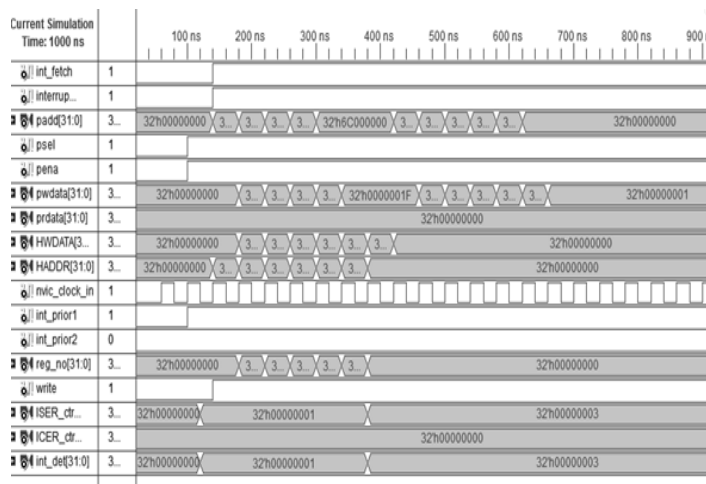 Current Simulation
Time: 1000 ns
100 ns 200 ns 300 ns 400 ns 500 ns 600 ns 700 ns 800 ns 900
int_fetch 1
interrup... 1
padd[31:0] 3... 32'h00000000 3... 3... 3... 3... 32'h6C000000 3... 3... 3... 3... 3... 32'h00000000
psel 1
pena 1
pwdata[31:0] 3... 32'h00000000 3... 3... 3... 3... 32'h0000001F 3... 3... 3... 3... 3... 32'h00000001
prdata[31:0] 3... 32'h00000000
HWDATA[3... 3... 32'h00000000 3... 3... 3... 3... 3... 3... 32'h00000000
HADDR[31:0] 3... 32'h00000000 3... 3... 3... 3... 3... 3... 32'h00000000
nvic_clock_in 1
int_prior1 1
int_prior2 0
reg_no[31:0] 3... 32'h00000000 3... 3... 3... 3... 3... 32'h00000000
write 1
ISER_ctr... 3... 32'h00000000 32'h00000001 32'h00000003
ICER_ctr... 3... 32'h00000000
int_det[31:0] 3... 32'h00000000 32'h00000001 32'h00000003